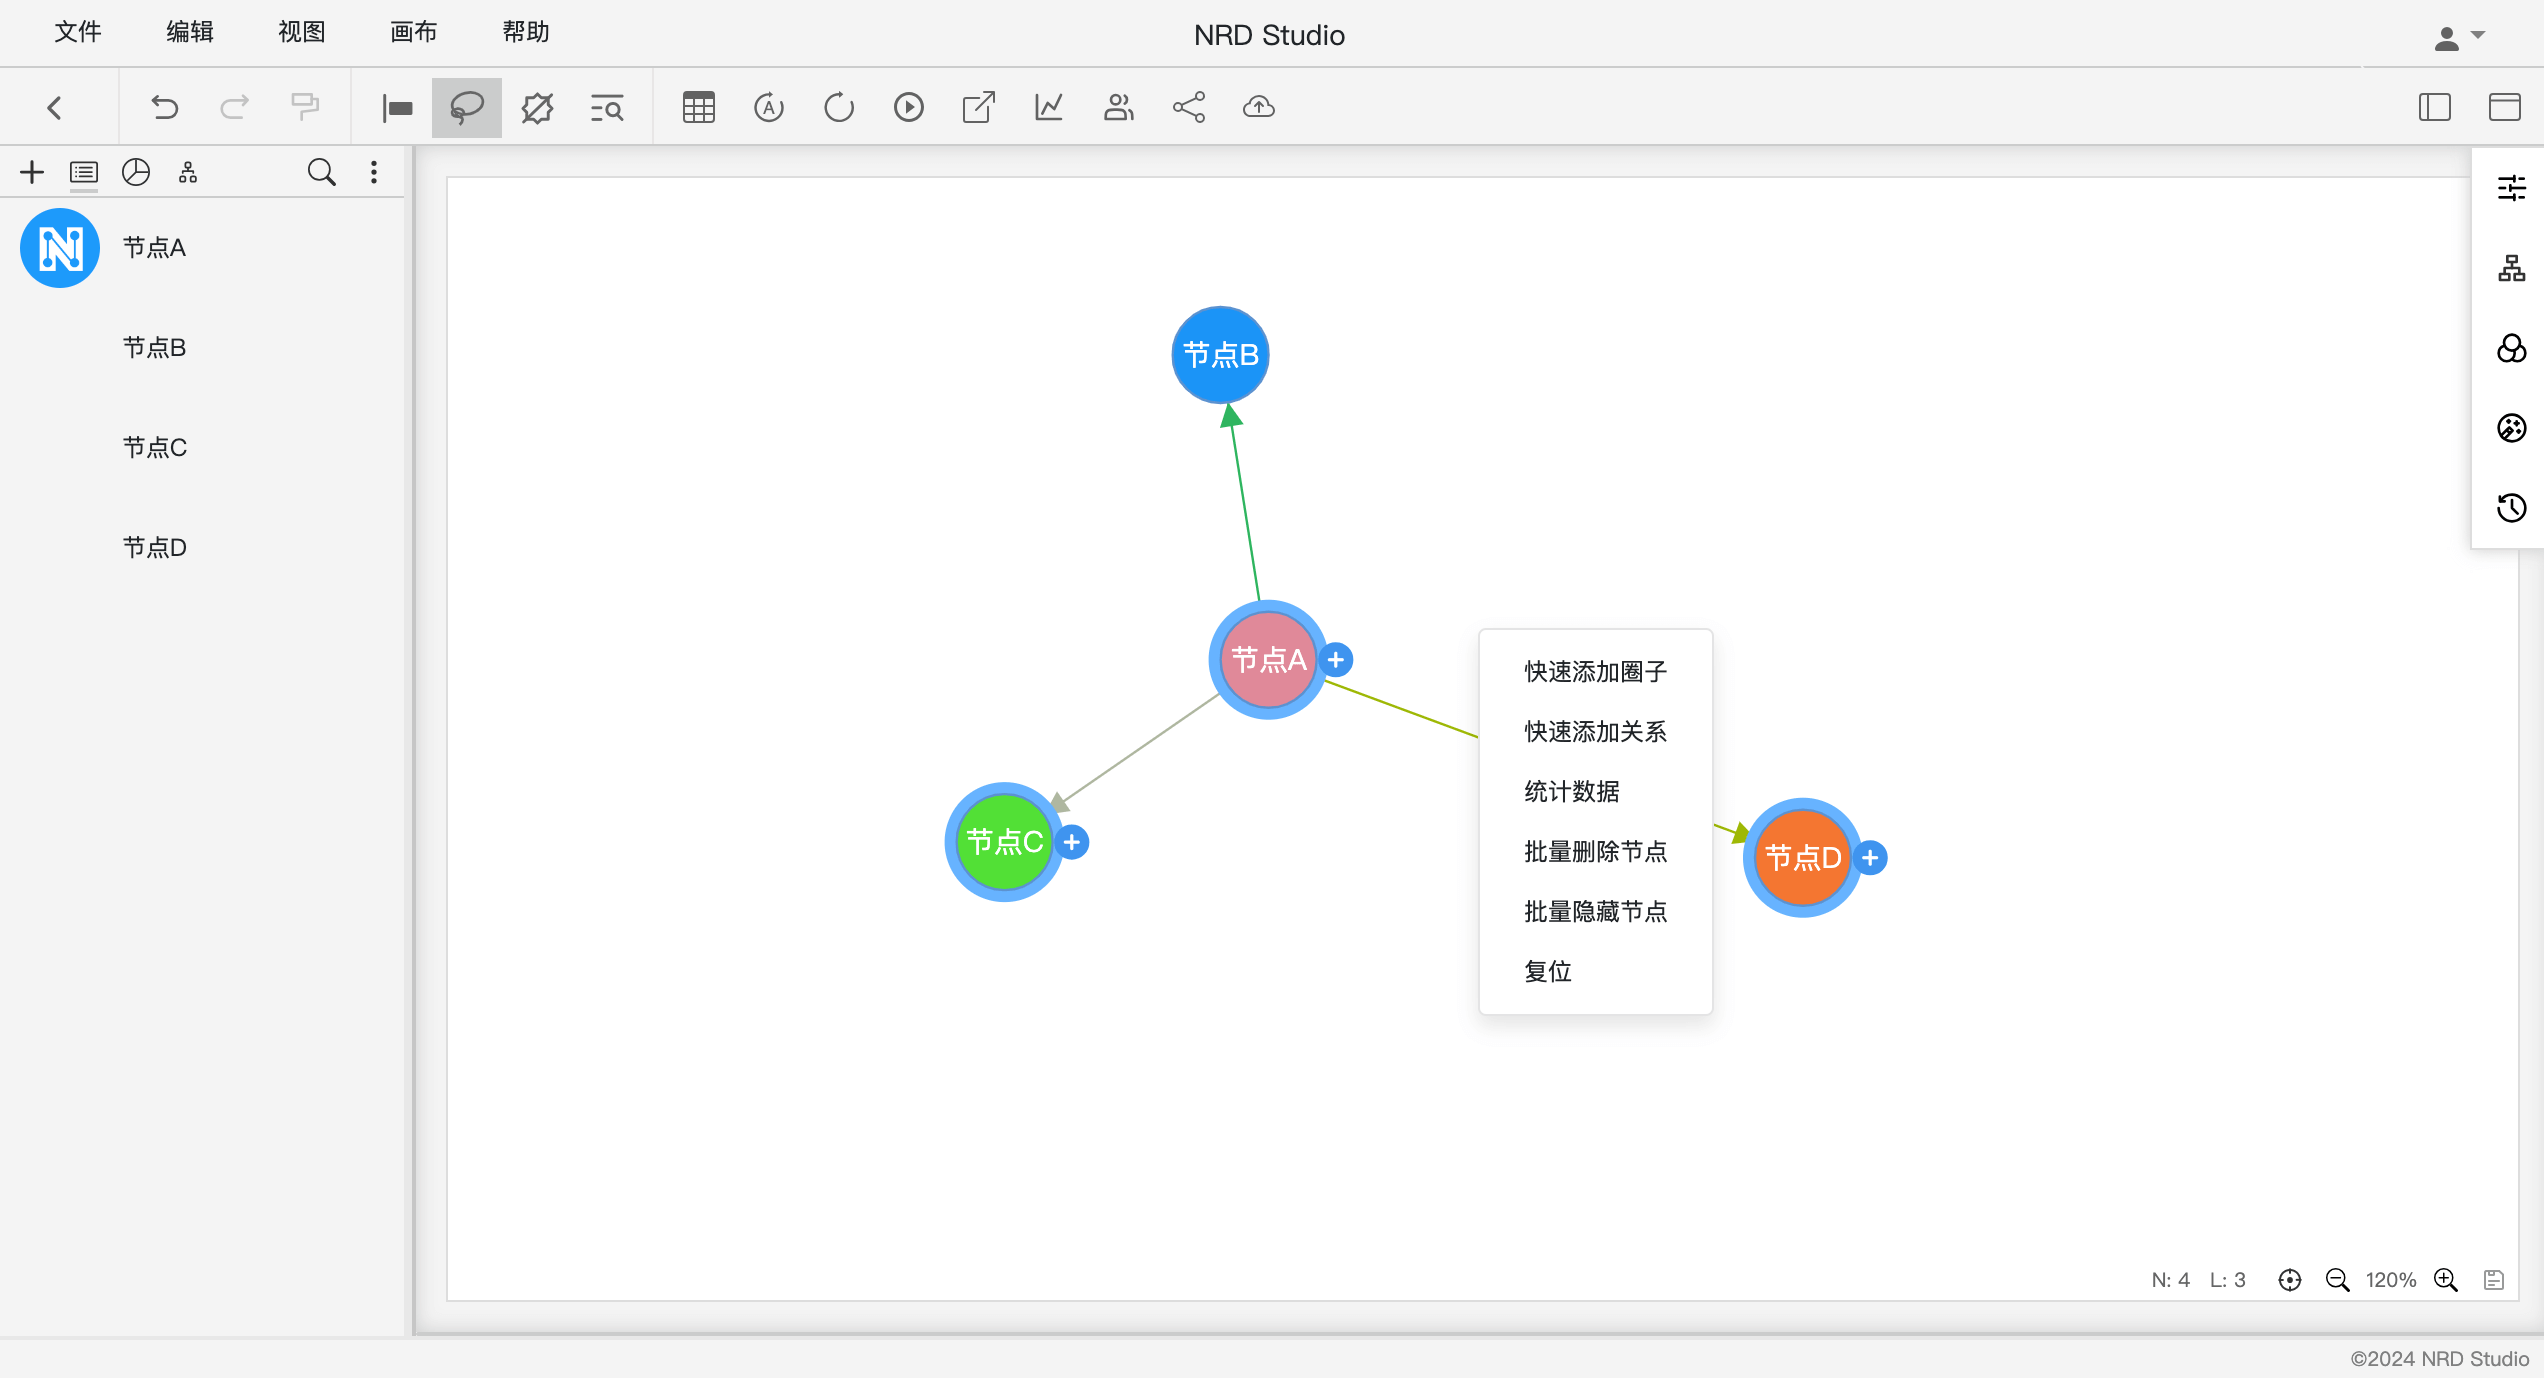 文件 编辑 视图 画布 帮助 NRD Studio
A
N 节点A
节点B
节点C
节点D
节点B
节点A
节点C
节点D
快速添加圈子
快速添加关系
统计数据
批量删除节点
批量隐藏节点
复位
N: 4 L: 3 120%
©2024 NRD Studio